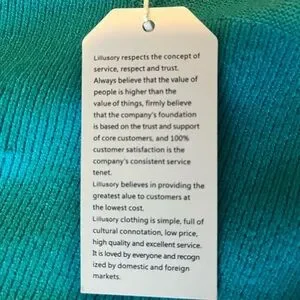 Lillusory respects the concept of
service, respect and trust.
Always believe that the value of
people is higher than the
value of things, firmly believe
that the company's foundation
is based on the trust and support
of core customers, and 100%
customer satisfaction is the
company's consistent service
tenet.
Lillusory believes in providing the
greatest alue to customers at
the lowest cost.
Lillusory clothing is simple, full of
cultural connotation, low price,
high quality and excellent service.
It is loved by everyone and recogn
ized by domestic and foreign
markets.